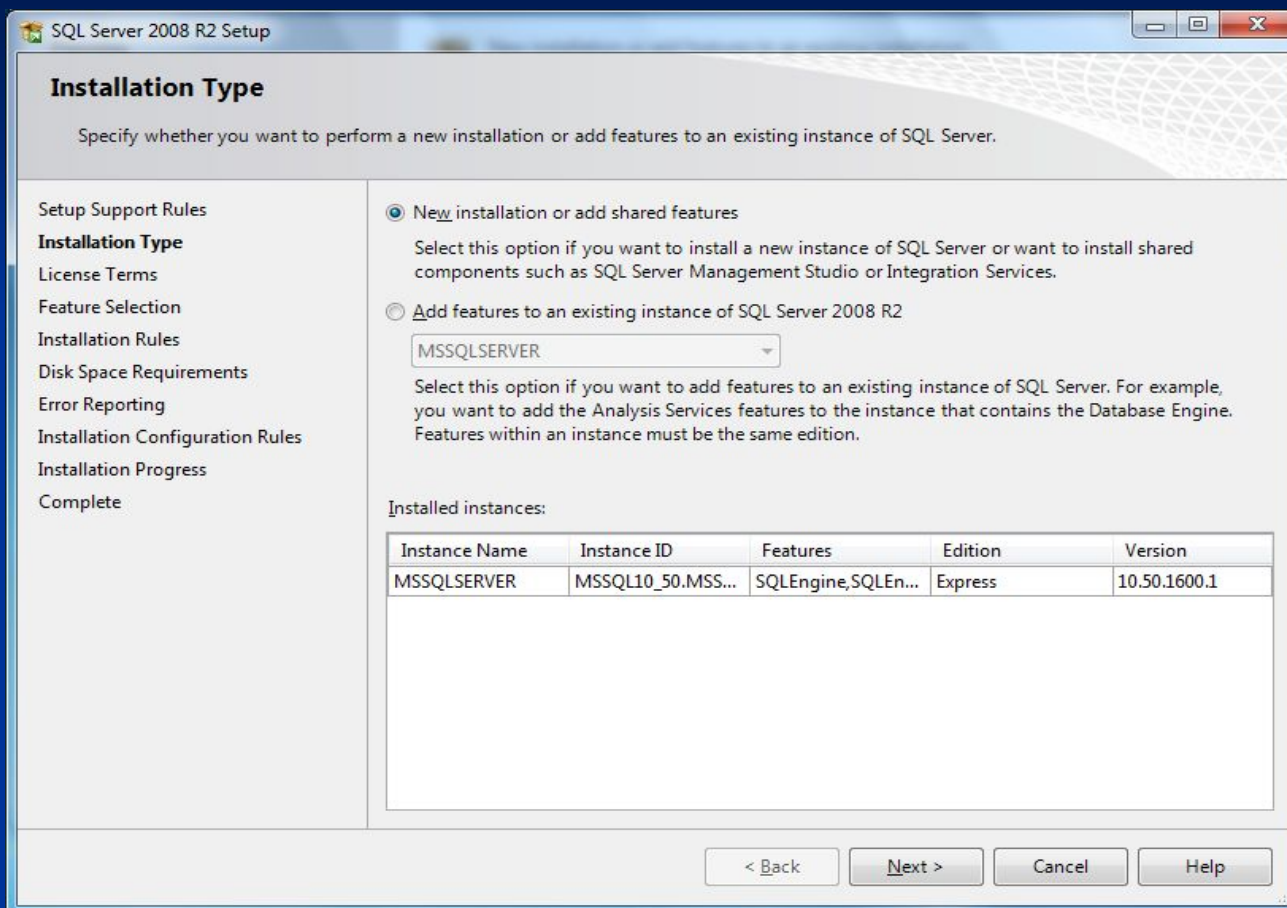 SQL Server 2008 R2 Setup
Installation Type
Specify whether you want to perform a new installation or add features to an existing instance of SQL Server.
Setup Support Rules
Installation Type
License Terms
Feature Selection
Installation Rules
Disk Space Requirements
Error Reporting
Installation Configuration Rules
Installation Progress
Complete
New installation or add shared features
Select this option if you want to install a new instance of SQL Server or want to install shared
components such as SQL Server Management Studio or Integration Services.
Add features to an existing instance of SQL Server 2008 R2
MSSQLSERVER
Select this option if you want to add features to an existing instance of SQL Server. For example,
you want to add the Analysis Services features to the instance that contains the Database Engine.
Features within an instance must be the same edition.
Installed instances:
Instance Name Instance ID Features Edition Version
MSSQLSERVER MSSQL10_50.MSS... SQLEngine,SQLEn... Express 10.50.1600.1
< Back Next > Cancel Help